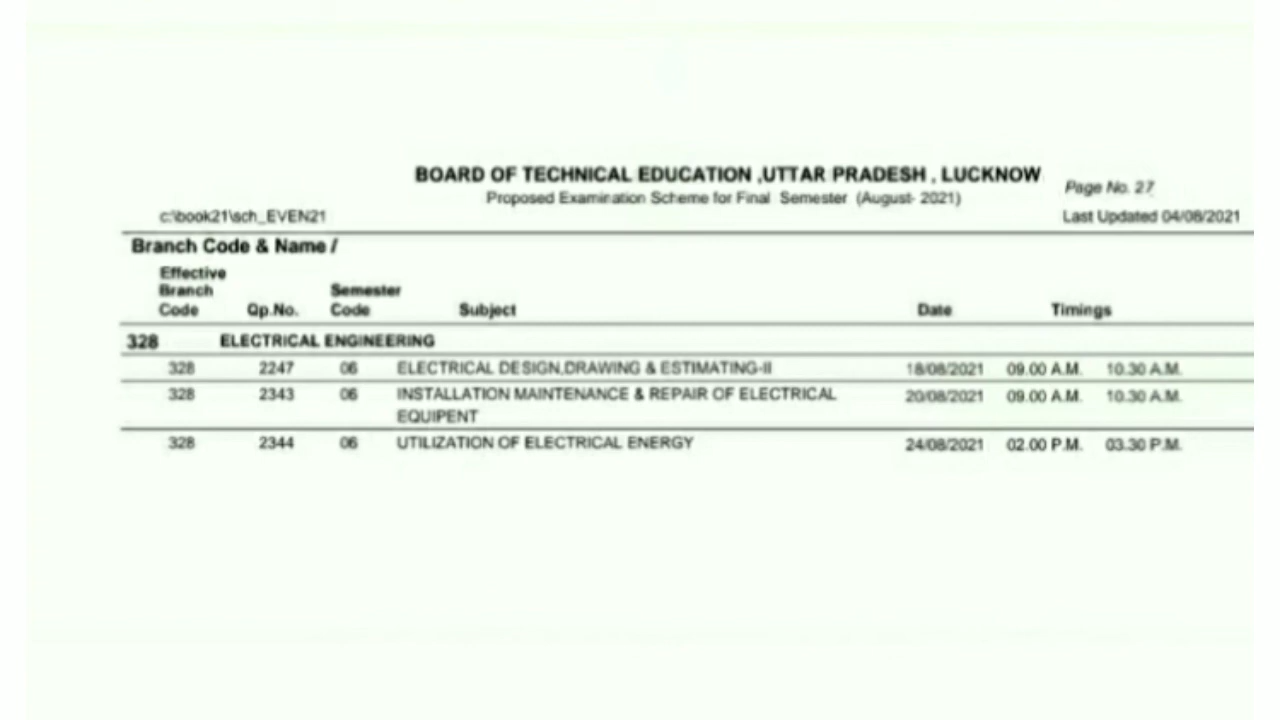 BOARD OF TECHNICAL EDUCATION ,UTTAR PRADESH , LUCKNOW
Proposed Examination Scheme for Final Semester (August- 2021)
Page No. 27
c:\book21\sch_EVEN21
Last Updated 04/08/2021
Branch Code & Name /
Effective
Branch Semester
Code Qp.No. Code Subject Date Timings
328 ELECTRICAL ENGINEERING
328 2247 06 ELECTRICAL DESIGN,DRAWING & ESTIMATING-II 18/08/2021 09.00 A.M. 10.30 A.M.
328 2343 06 INSTALLATION MAINTENANCE & REPAIR OF ELECTRICAL 20/08/2021 09.00 A.M. 10.30 A.M.
EQUIPENT
328 2344 06 UTILIZATION OF ELECTRICAL ENERGY 24/08/2021 02.00 P.M. 03.30 P.M.